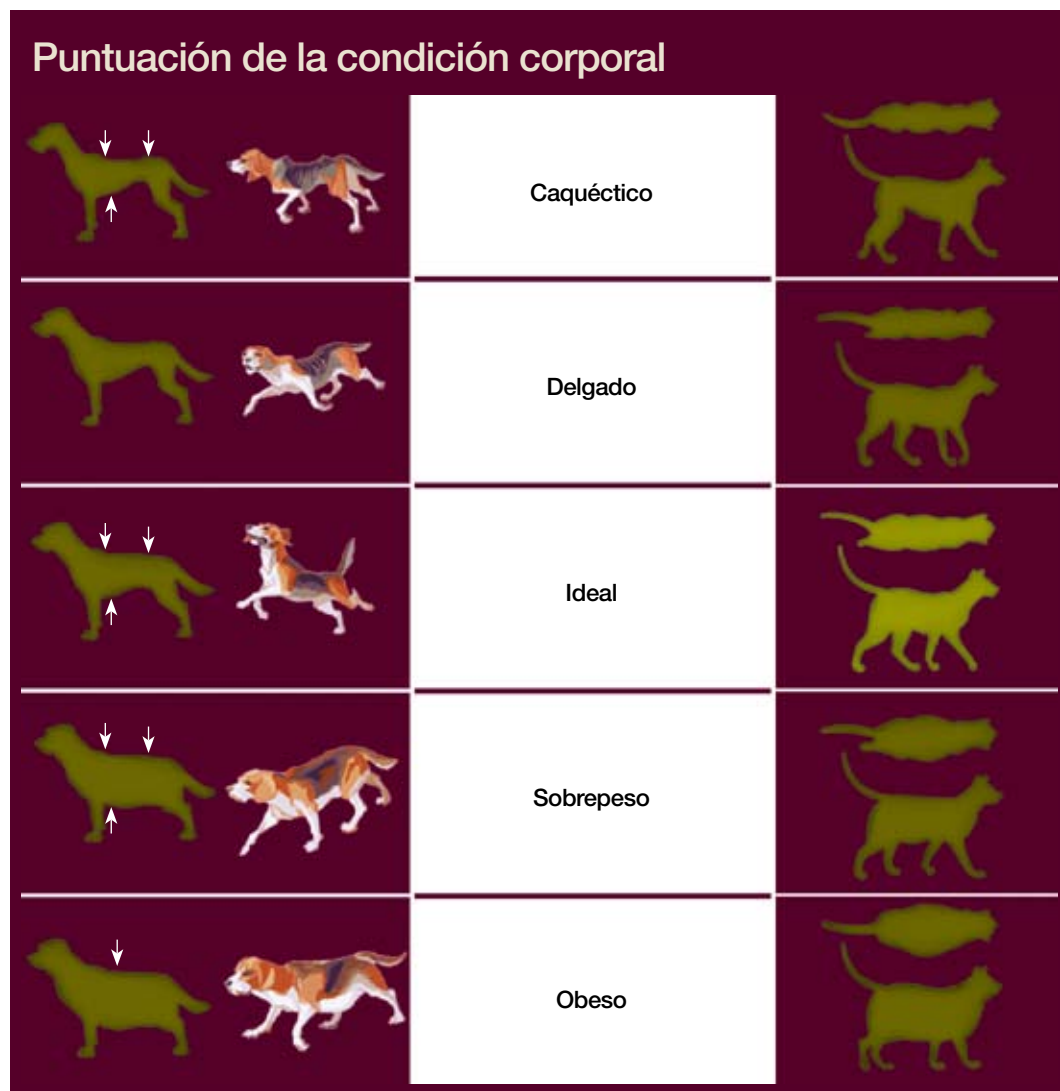 Puntuación de la condición corporal
Caquéctico
Delgado
Ideal
Sobrepeso
Obeso